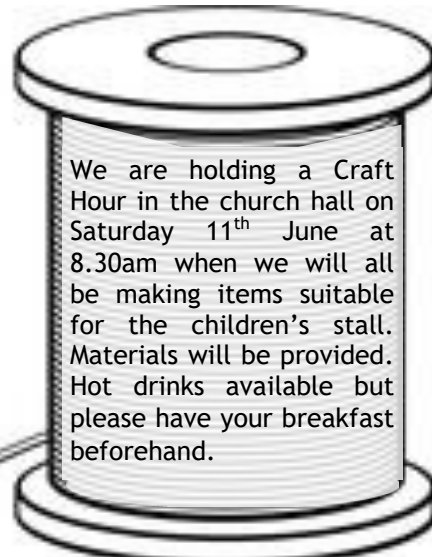 We are holding a Craft
Hour in the church hall on
Saturday 11th June at
8.30am when we will all
be making items suitable
for the children’s stall.
Materials will be provided.
Hot drinks available but
please have your breakfast
beforehand.